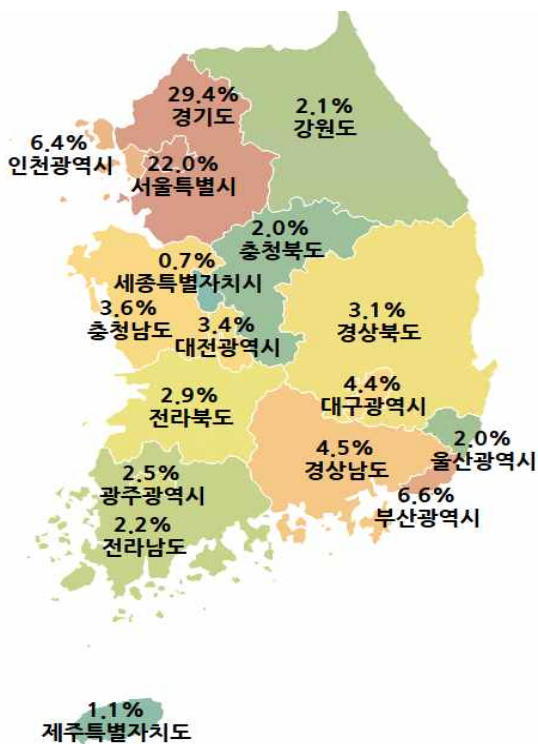 29.4%
경기도
2.1%
강원도
6.4%
인천광역시
22.0%
서울특별시
2.0%
충청북도
0.7%
세종특별자치시
3.6%
충청남도
3.4%
대전광역시
3.1%
경상북도
2.9%
전라북도
4.4%
대구광역시
4.5%
경상남도
2.0%
울산광역시
2.5%
광주광역시
6.6%
부산광역시
2.2%
전라남도
1.1%
제주특별자치도